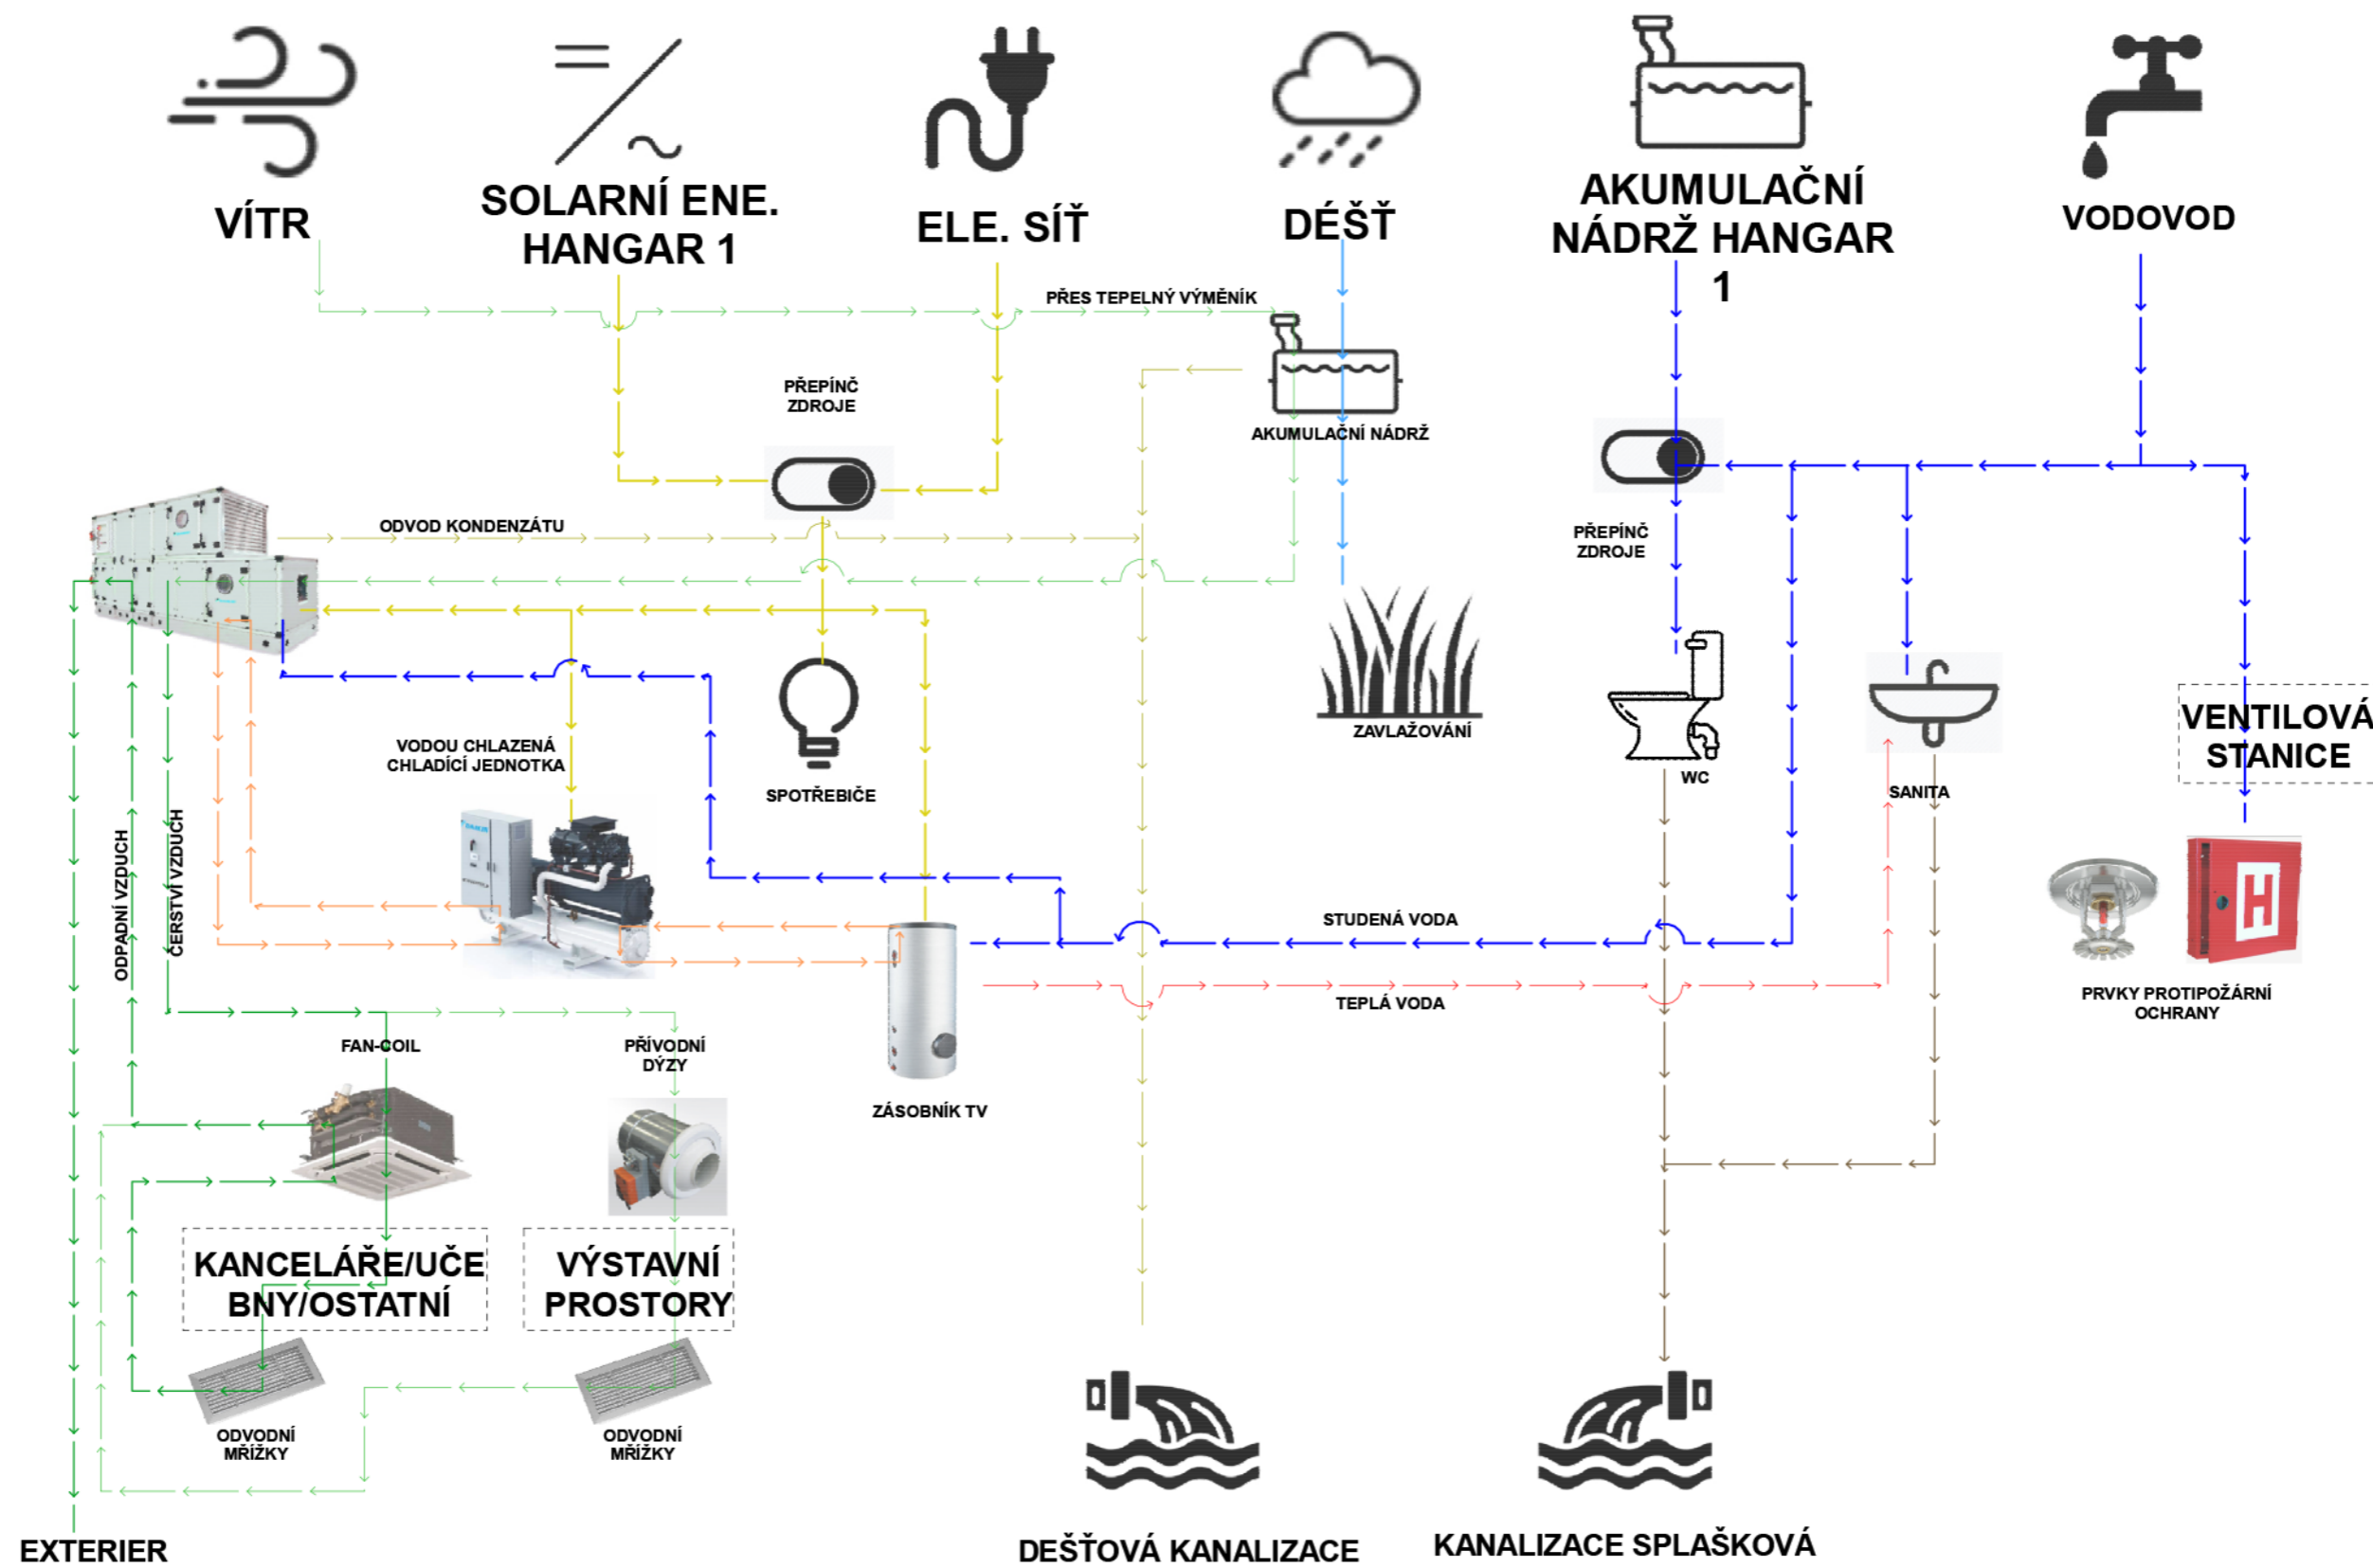 VÍTR
SOLARNÍ ENE.
HANGAR 1
ELE. SÍŤ
DÉŠŤ
AKUMULAČNÍ
NÁDRŽ HANGAR
1
VODOVOD
PŘES TEPELNÝ VÝMĚNÍK
PŘEPÍNČ
ZDROJE
AKUMULAČNÍ NÁDRŽ
ODVOD KONDENZÁTU
PŘEPÍNČ
ZDROJE
VENTILOVÁ
STANICE
ZAVLAŽOVÁNÍ
VODOU CHLAZENÁ
CHLADÍCÍ JEDNOTKA
SPOTŘEBIČE
WC
SANITA
ODPADNÍ VZDUCH
ČERSTVÍ VZDUCH
STUDENÁ VODA
TEPLÁ VODA
PRVKY PROTIPOŽÁRNÍ
OCHRANY
H
FAN-COIL
PŘÍVODNÍ
DÝZY
ZÁSOBNÍK TV
KANCELÁŘE/UČE
BNY/OSTATNÍ
VÝSTAVNÍ
PROSTORY
ODVODNÍ
MŘÍŽKY
ODVODNÍ
MŘÍŽKY
EXTERIER
DEŠŤOVÁ KANALIZACE
KANALIZACE SPLAŠKOVÁ